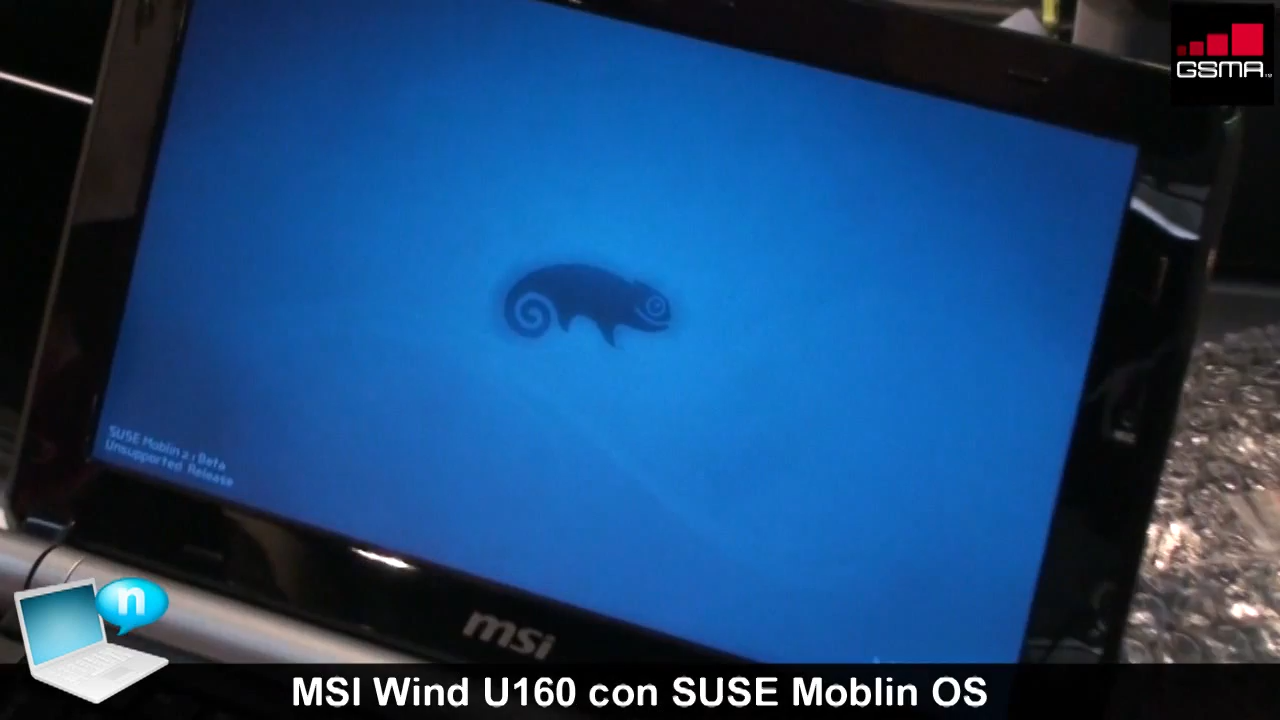 GSMA
SUSE Moblin 2.1 Beta
Unsupported Release
n
msi
MSI Wind U160 con SUSE Moblin OS